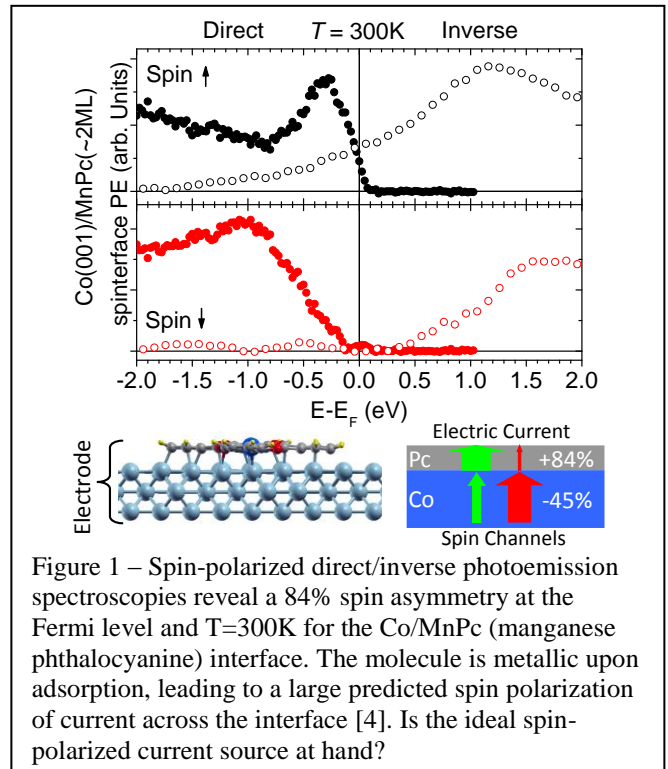 Direct T = 300K Inverse
Spin ↑
Co(001)/MnPc(~2ML)
spinterface PE (arb. Units)
Spin ↓
-2.0 -1.5 -1.0 -0.5 0.0 0.5 1.0 1.5 2.0
E-E_F (eV)
Electrode
Electric Current
Pc +84%
Co -45%
Spin Channels
Figure 1 – Spin-polarized direct/inverse photoemission
spectroscopies reveal a 84% spin asymmetry at the
Fermi level and T=300K for the Co/MnPc (manganese
phthalocyanine) interface. The molecule is metallic upon
adsorption, leading to a large predicted spin polarization
of current across the interface [4]. Is the ideal spin-
polarized current source at hand?